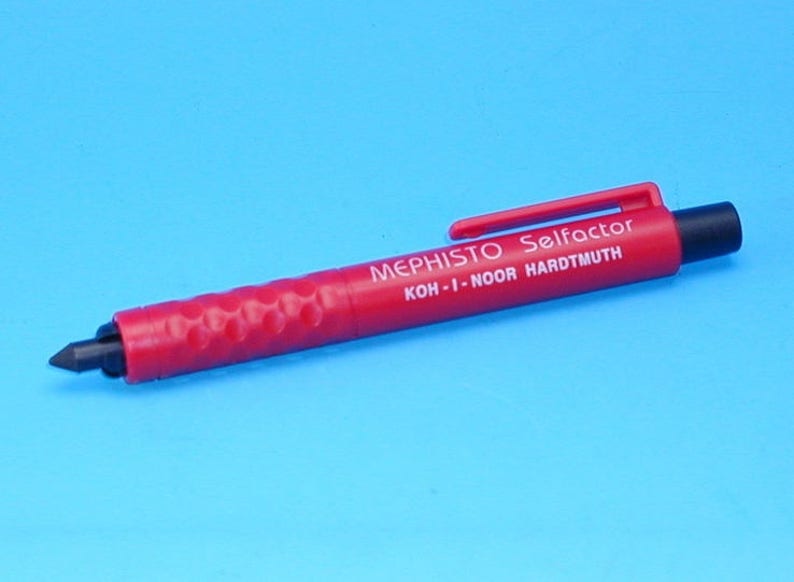 MEPHISTO Selfactor
KOH-I-NOOR HARDTMUTH